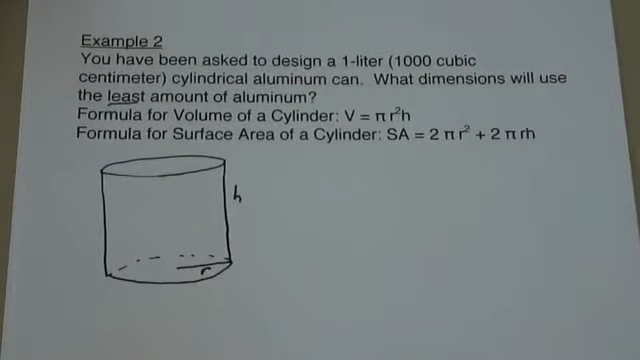 Example 2
You have been asked to design a 1-liter (1000 cubic
centimeter) cylindrical aluminum can. What dimensions will use
the least amount of aluminum?
Formula for Volume of a Cylinder: V = π r²h
Formula for Surface Area of a Cylinder: SA = 2 π r² + 2 π rh
h
r